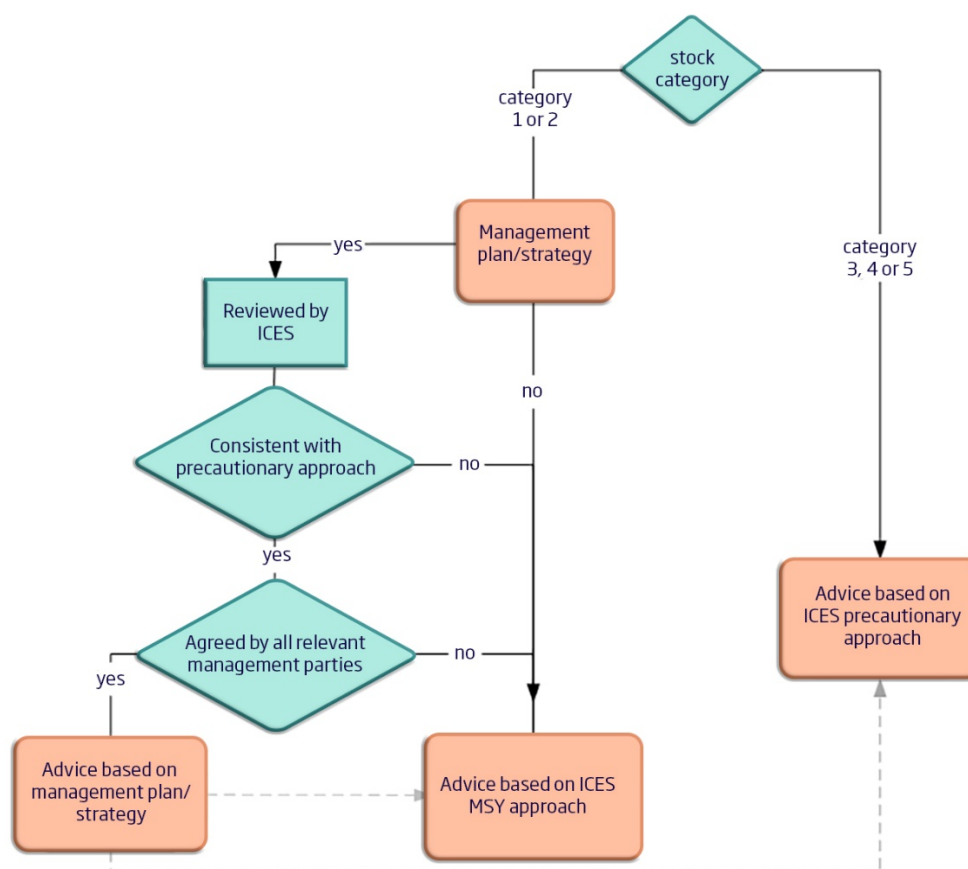 stock
category
category
1 or 2
Management
plan/strategy
yes
category
3, 4 or 5
Reviewed by
ICES
no
Consistent with
precautionary approach
no
yes
Advice based on
ICES precautionary
approach
Agreed by all relevant
management parties
no
yes
Advice based on
management plan/
strategy
Advice based on ICES
MSY approach